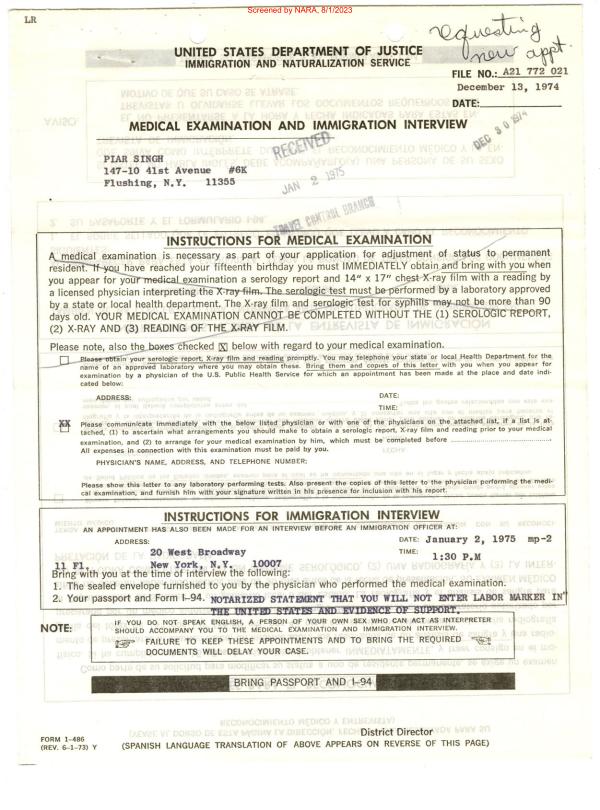 Screened by NARA, 8/1/2023
LR
requesting
new appt.
UNITED STATES DEPARTMENT OF JUSTICE
IMMIGRATION AND NATURALIZATION SERVICE
FILE NO.: A21 772 021
December 13, 1974
DATE:
MEDICAL EXAMINATION AND IMMIGRATION INTERVIEW
DEC 30 1974
RECEIVED
JAN 2 1975
TRAVEL CONTROL BRANCH
PIAR SINGH
147-10 41st Avenue #6K
Flushing, N.Y. 11355
INSTRUCTIONS FOR MEDICAL EXAMINATION
A medical examination is necessary as part of your application for adjustment of status to permanent
resident. If you have reached your fifteenth birthday you must IMMEDIATELY obtain and bring with you when
you appear for your medical examination a serology report and 14" x 17" chest X-ray film with a reading by
a licensed physician interpreting the X-ray film. The serologic test must be performed by a laboratory approved
by a state or local health department. The X-ray film and serologic test for syphilis may not be more than 90
days old. YOUR MEDICAL EXAMINATION CANNOT BE COMPLETED WITHOUT THE (1) SEROLOGIC REPORT,
(2) X-RAY AND (3) READING OF THE X-RAY FILM.
Please note, also the boxes checked X below with regard to your medical examination.
Please obtain your serologic report, X-ray film and reading promptly. You may telephone your state or local Health Department for the
name of an approved laboratory where you may obtain these. Bring them and copies of this letter with you when you appear for
examination by a physician of the U.S. Public Health Service for which an appointment has been made at the place and date indi-
cated below:
ADDRESS:
DATE:
TIME:
XX Please communicate immediately with the below listed physician or with one of the physicians on the attached list, if a list is at-
tached, (1) to ascertain what arrangements you should make to obtain a serologic report, X-ray film and reading prior to your medical
examination, and (2) to arrange for your medical examination by him, which must be completed before
All expenses in connection with this examination must be paid by you.
PHYSICIAN'S NAME, ADDRESS, AND TELEPHONE NUMBER:
Please show this letter to any laboratory performing tests. Also present the copies of this letter to the physician performing the medi-
cal examination, and furnish him with your signature written in his presence for inclusion with his report.
INSTRUCTIONS FOR IMMIGRATION INTERVIEW
AN APPOINTMENT HAS ALSO BEEN MADE FOR AN INTERVIEW BEFORE AN IMMIGRATION OFFICER AT:
ADDRESS:
DATE: January 2, 1975 mp-2
20 West Broadway
TIME: 1:30 P.M
11 Fl. New York, N.Y. 10007
Bring with you at the time of interview the following:
1. The sealed envelope furnished to you by the physician who performed the medical examination.
2. Your passport and Form I-94. NOTARIZED STATEMENT THAT YOU WILL NOT ENTER LABOR MARKER IN
THE UNITED STATES AND EVIDENCE OF SUPPORT.
NOTE:
IF YOU DO NOT SPEAK ENGLISH, A PERSON OF YOUR OWN SEX WHO CAN ACT AS INTERPRETER
SHOULD ACCOMPANY YOU TO THE MEDICAL EXAMINATION AND IMMIGRATION INTERVIEW.
FAILURE TO KEEP THESE APPOINTMENTS AND TO BRING THE REQUIRED
DOCUMENTS WILL DELAY YOUR CASE.
BRING PASSPORT AND I-94
District Director
FORM I-486
(REV. 6-1-73) Y
(SPANISH LANGUAGE TRANSLATION OF ABOVE APPEARS ON REVERSE OF THIS PAGE)